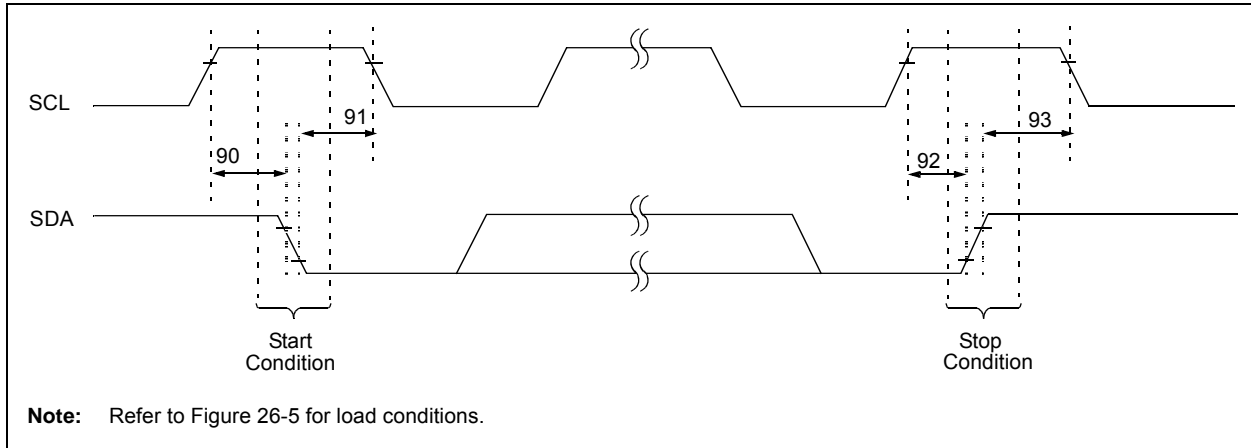 SCL
91
93
90
92
SDA
Start
Condition
Stop
Condition
Note: Refer to Figure 26-5 for load conditions.